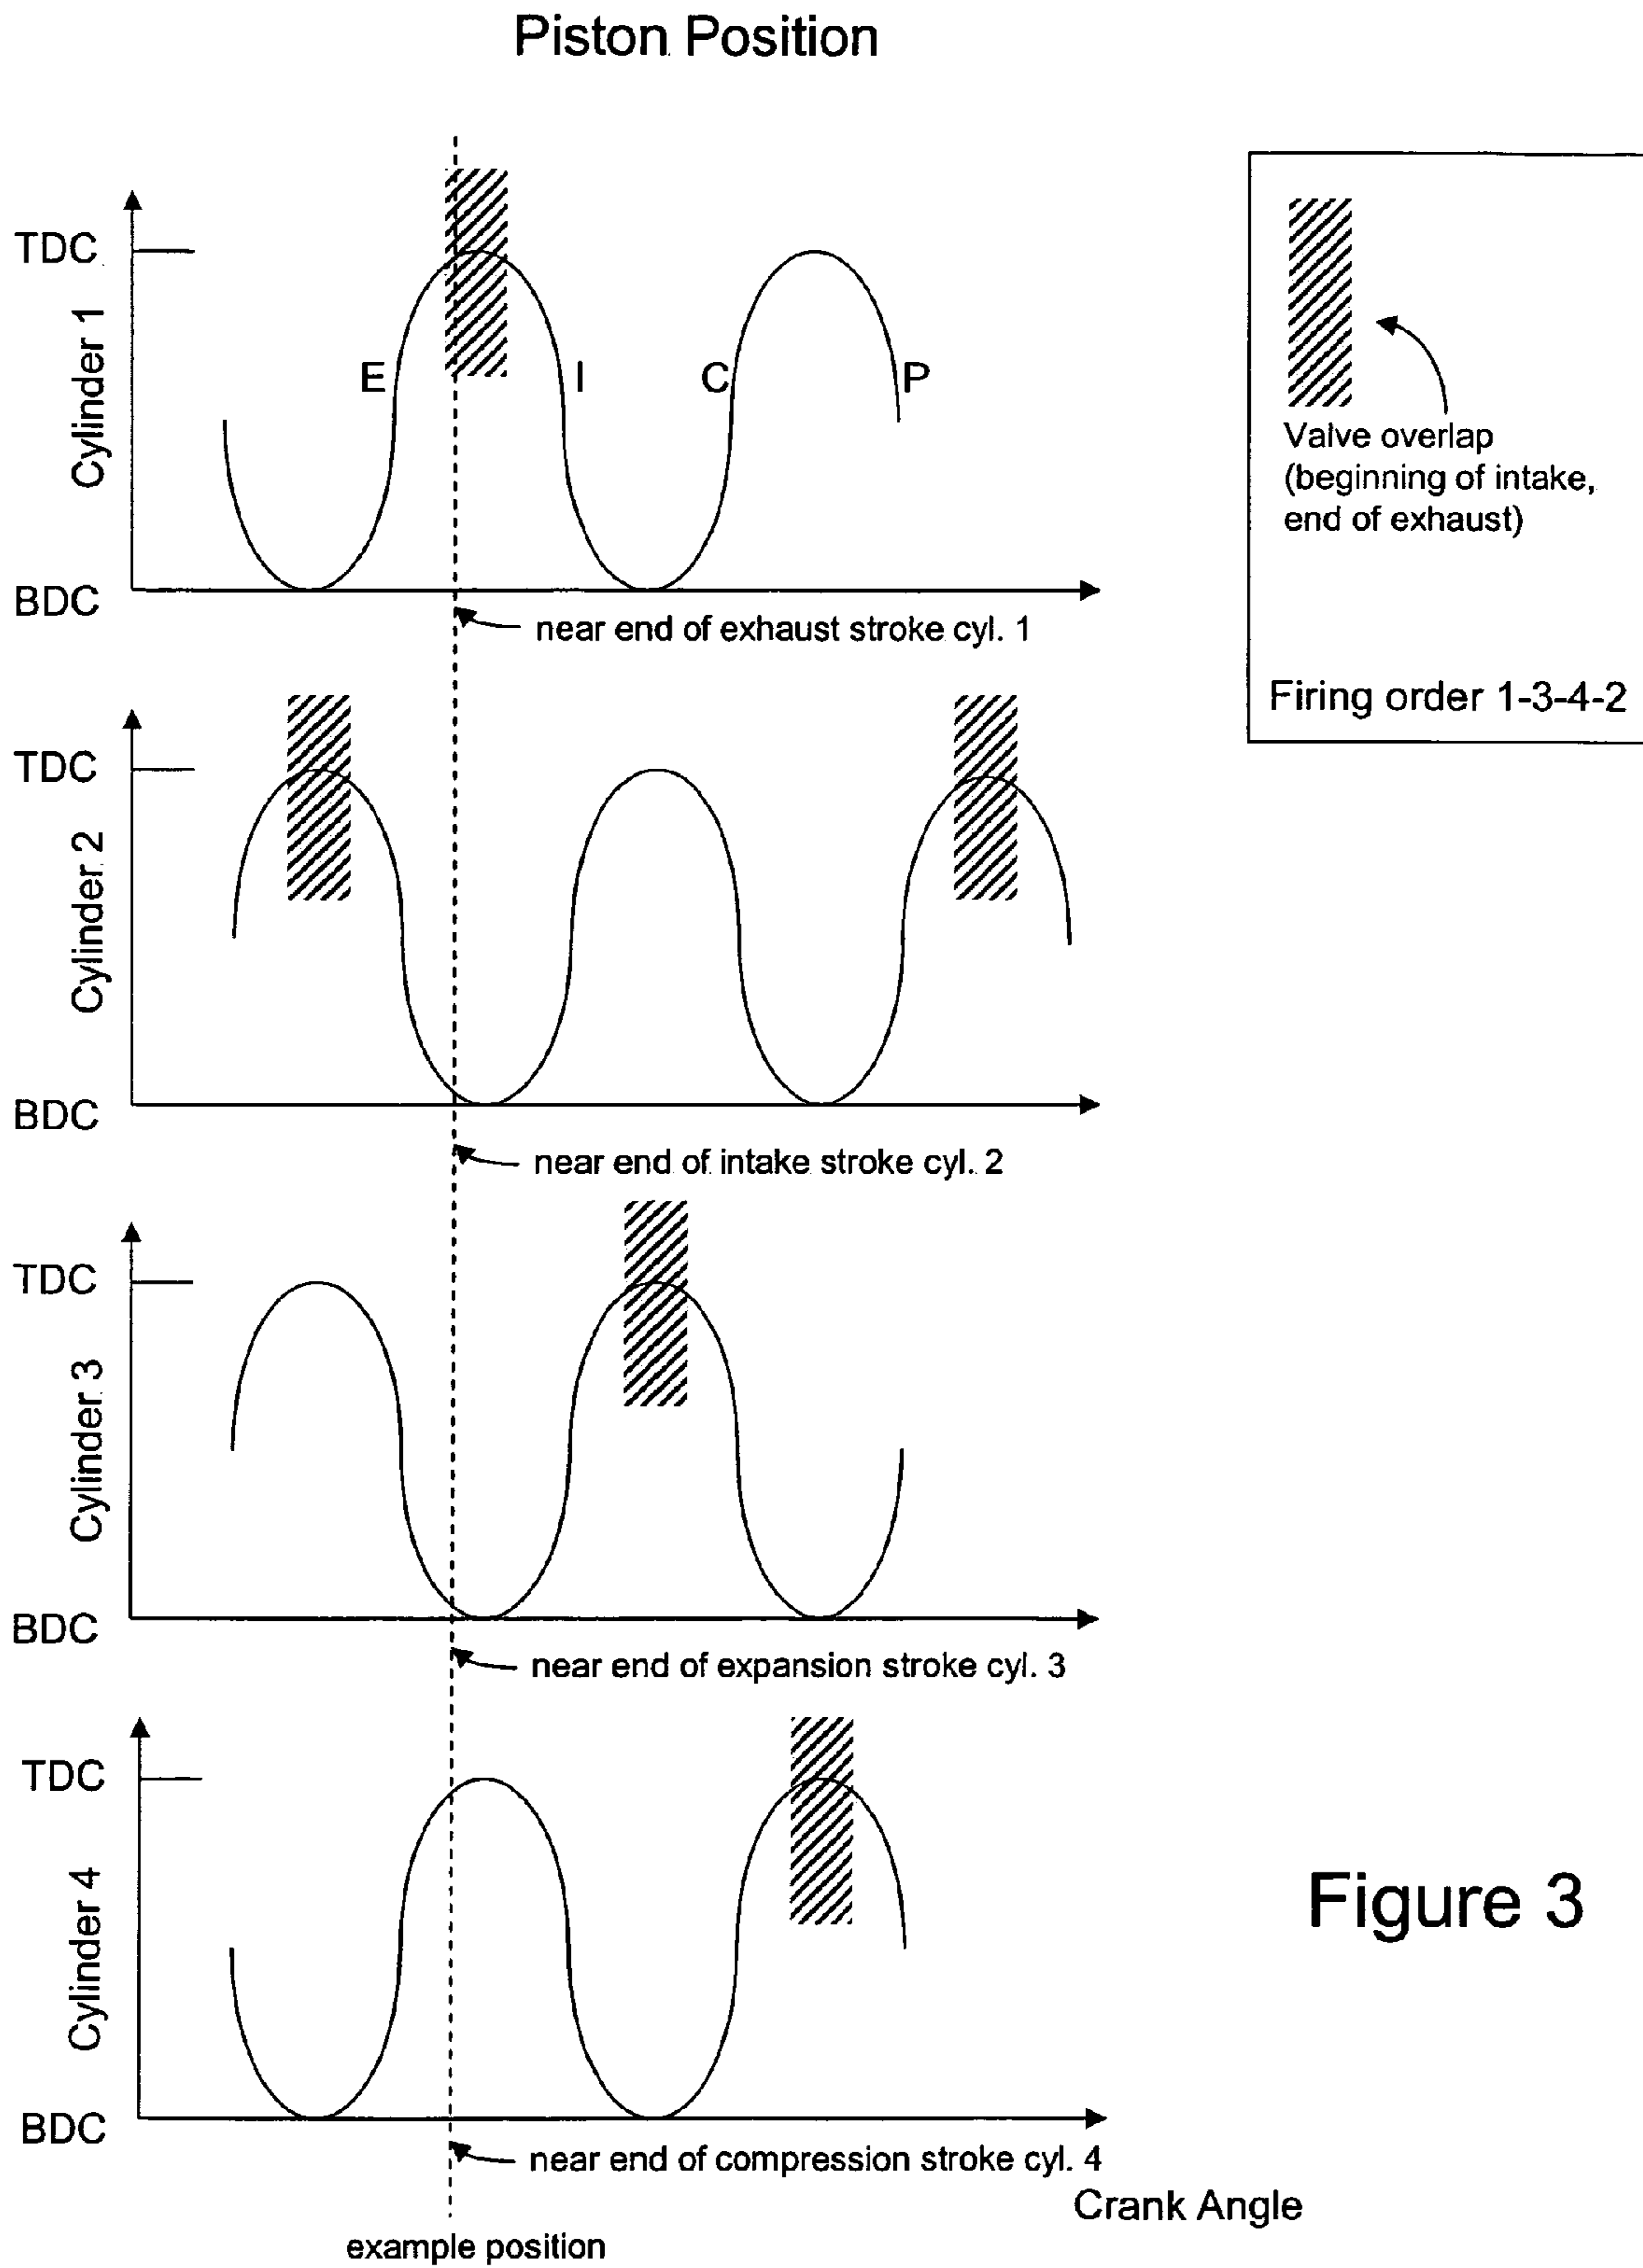 Piston Position
TDC
Cylinder 1
E
I
C
P
BDC
near end of exhaust stroke cyl. 1
Valve overlap
(beginning of intake,
end of exhaust)
Firing order 1-3-4-2
TDC
Cylinder 2
BDC
near end of intake stroke cyl. 2
TDC
Cylinder 3
BDC
near end of expansion stroke cyl. 3
TDC
Cylinder 4
BDC
near end of compression stroke cyl. 4
Crank Angle
example position
Figure 3